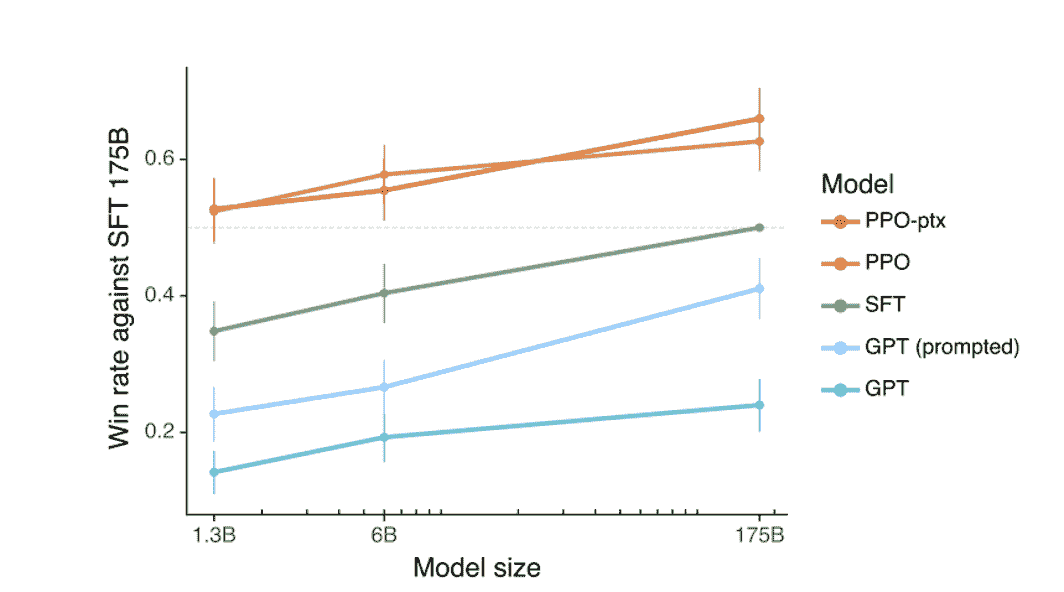 Win rate against SFT 175B
0.6
0.4
0.2
1.3B
6B
175B
Model size
Model
PPO-ptx
PPO
SFT
GPT (prompted)
GPT